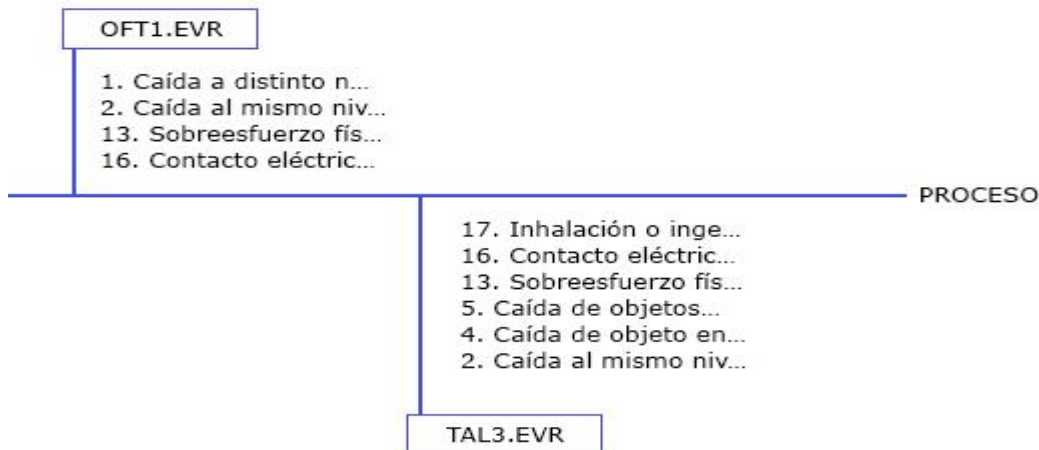 OFT1.EVR
1. Caída a distinto n...
2. Caída al mismo niv...
13. Sobreesfuerzo fís...
16. Contacto eléctric...
PROCESO
17. Inhalación o inge...
16. Contacto eléctric...
13. Sobreesfuerzo fís...
5. Caída de objetos...
4. Caída de objeto en...
2. Caída al mismo niv...
TAL3.EVR